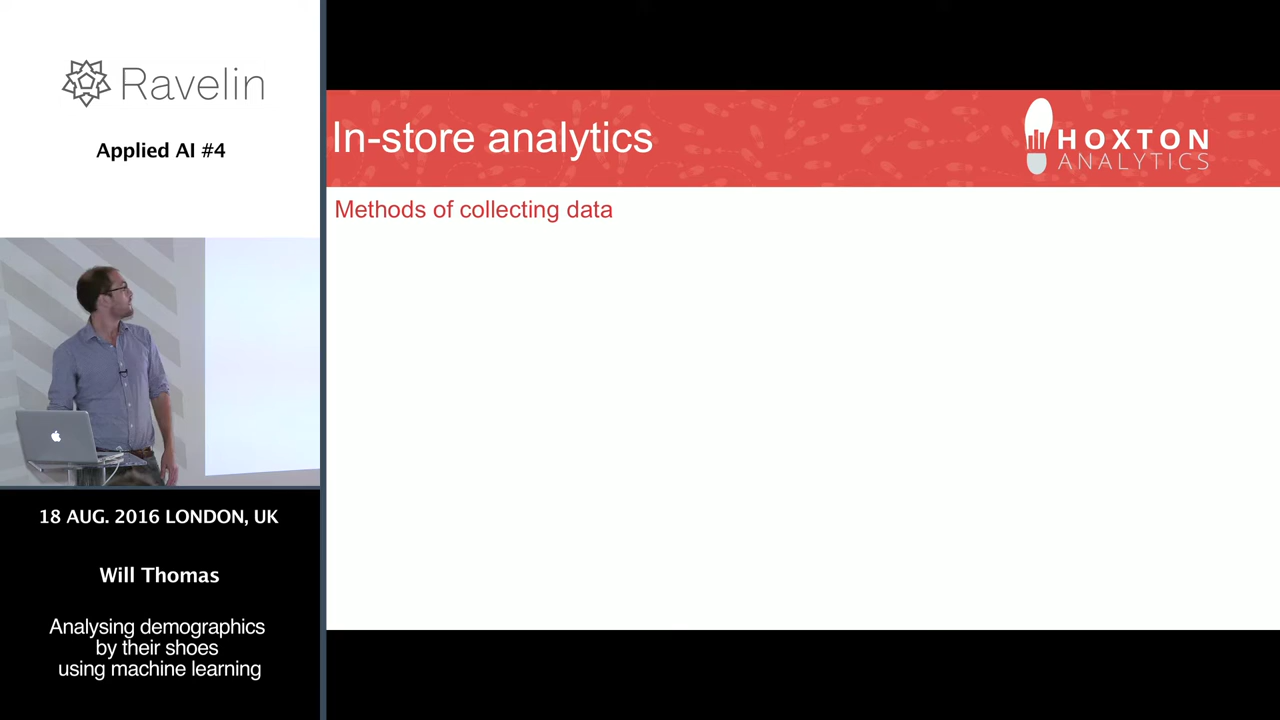 Ravelin
Applied AI #4
18 AUG. 2016 LONDON, UK
Will Thomas
Analysing demographics
by their shoes
using machine learning
In-store analytics
HOXTON
ANALYTICS
Methods of collecting data